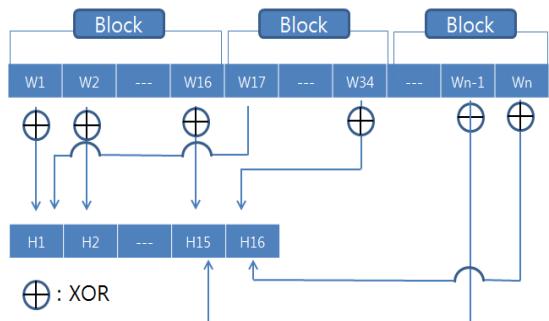 Block Block Block
W1 W2 --- W16 W17 --- W34 --- Wn-1 Wn
H1 H2 --- H15 H16
: XOR